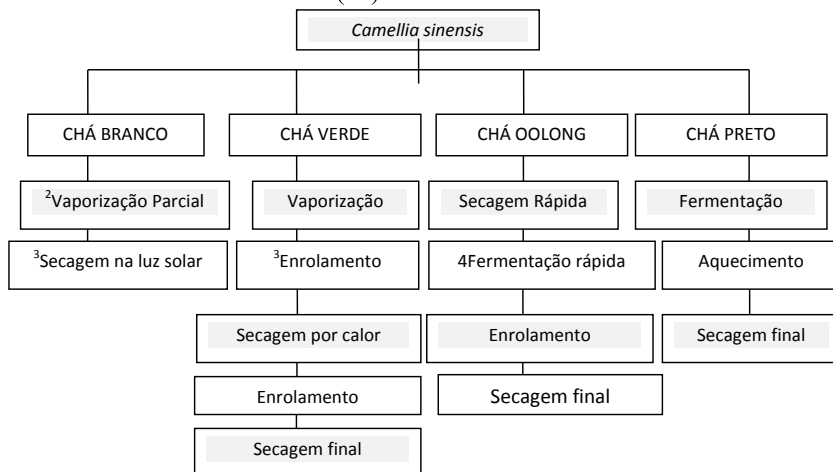 Camellia sinensis
CHÁ BRANCO CHÁ VERDE CHÁ OOLONG CHÁ PRETO
²Vaporização Parcial Vaporização Secagem Rápida Fermentação
³Secagem na luz solar ³Enrolamento 4Fermentação rápida Aquecimento
Secagem por calor Enrolamento Secagem final
Enrolamento Secagem final
Secagem final